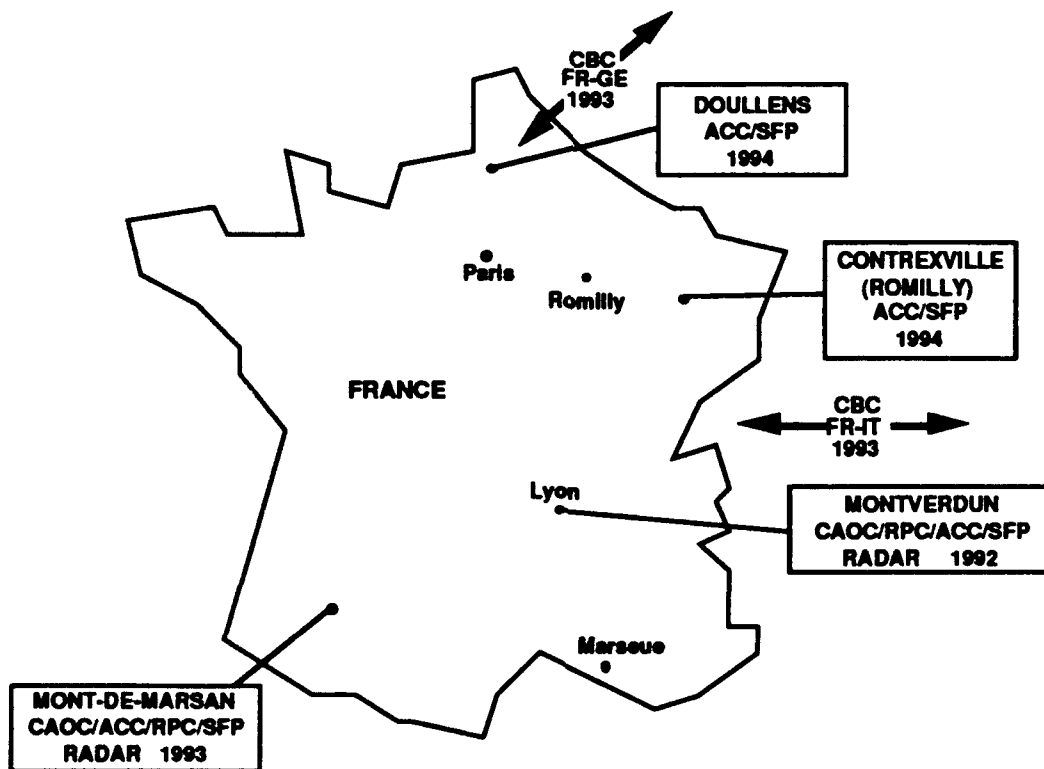 CBC
FR-GE
1993
DOULLENS
ACC/SFP
1994
Paris
Romilly
CONTREXVILLE
(ROMILLY)
ACC/SFP
1994
FRANCE
CBC
FR-IT
1993
Lyon
MONTVERDUN
CAOC/RPC/ACC/SFP
RADAR 1992
Marseue
MONT-DE-MARSAN
CAOC/ACC/RPC/SFP
RADAR 1993